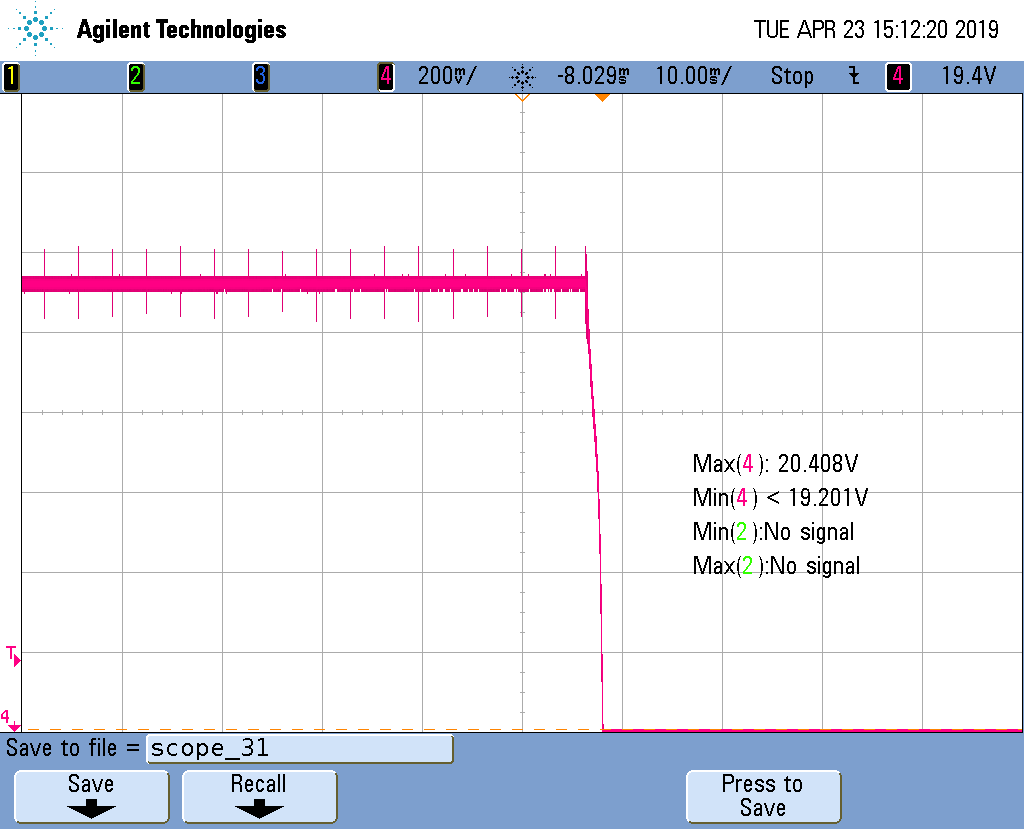 Agilent Technologies
TUE APR 23 15:12:20 2019
1 2 3 4 200mV/ -8.029ms 10.00ms/ Stop 4 19.4V
Max(4): 20.408V
Min(4) < 19.201V
Min(2):No signal
Max(2):No signal
T
4
Save to file = scope_31
Save
Recall
Press to
Save